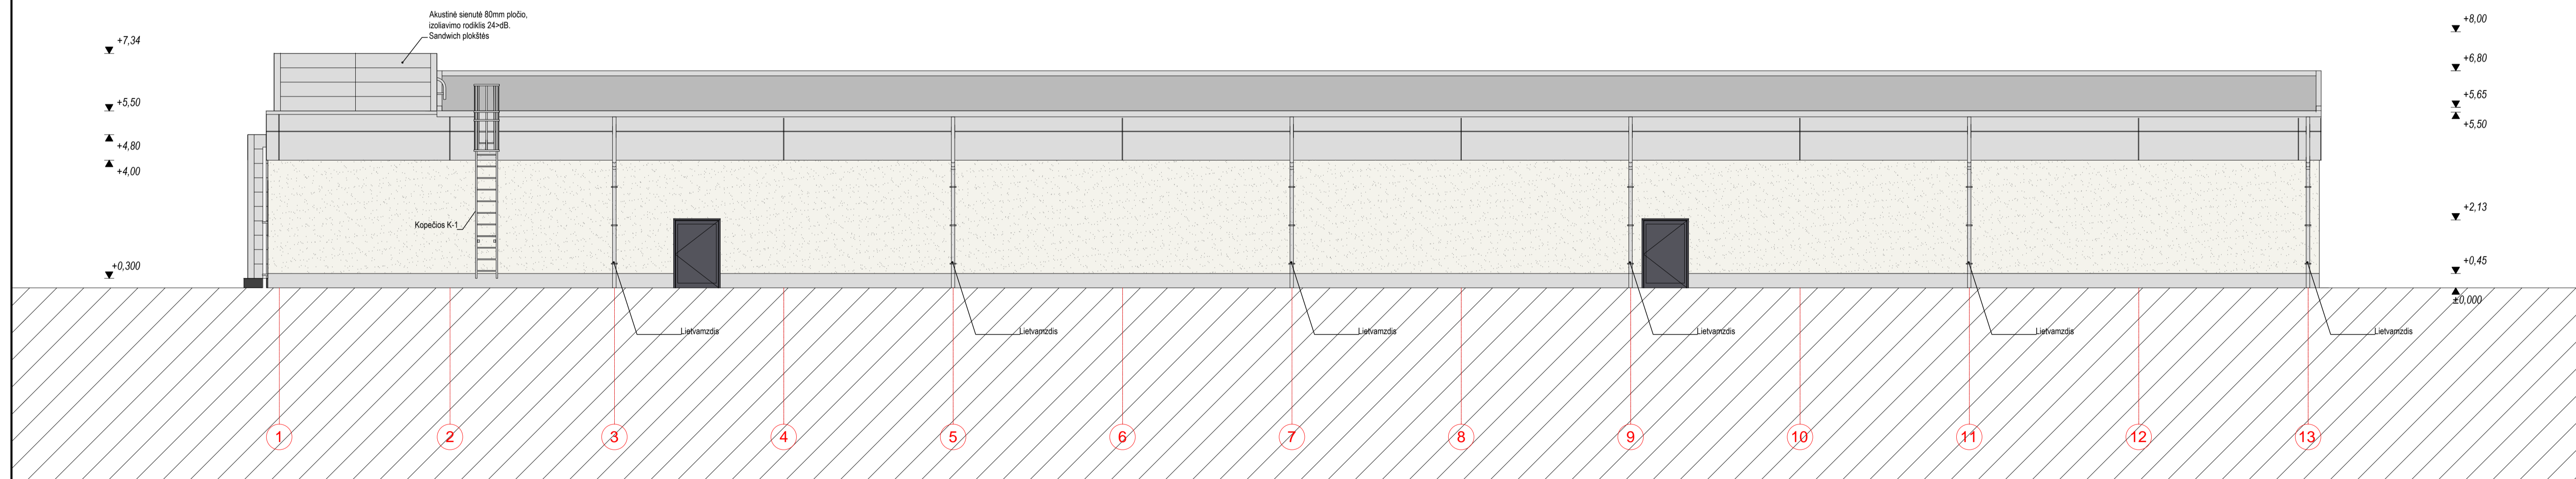 Akustinė sienutė 80mm pločio,
izoliavimo rodiklis 24>dB.
Sandwich plokštės
+7,34
+5,50
+4,80
+4,00
+0,300
+8,00
+6,80
+5,65
+5,50
+2,13
+0,45
±0,000
Kopečios K-1
Lietvamzdis
Lietvamzdis
Lietvamzdis
Lietvamzdis
Lietvamzdis
Lietvamzdis
1
2
3
4
5
6
7
8
9
10
11
12
13